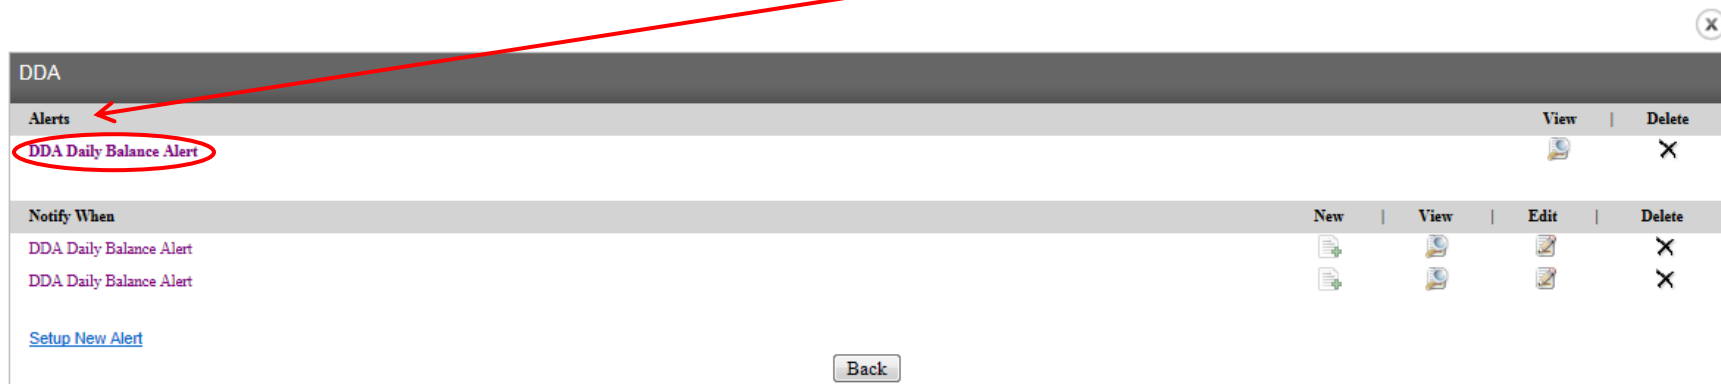 X
DDA
Alerts View | Delete
DDA Daily Balance Alert
Notify When New | View | Edit | Delete
DDA Daily Balance Alert
DDA Daily Balance Alert
Setup New Alert
Back